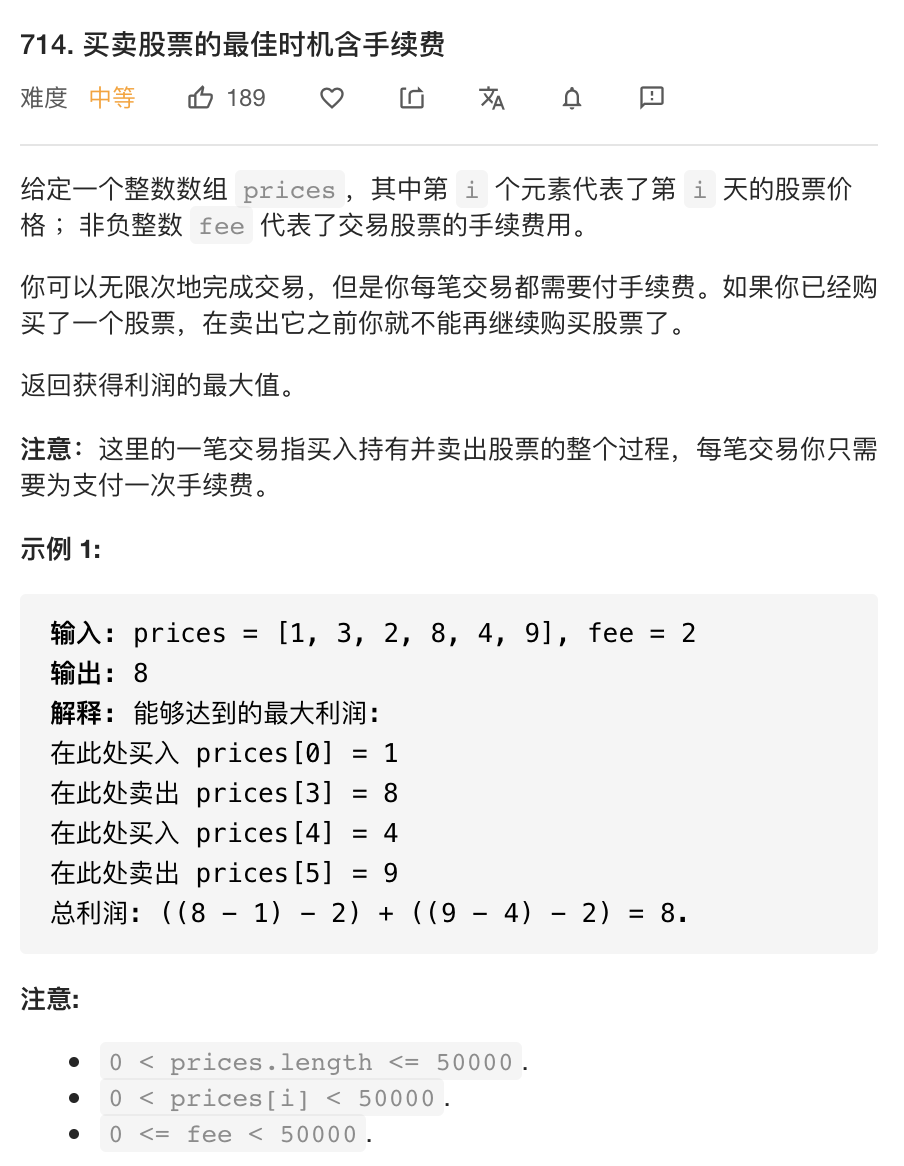 714. 买卖股票的最佳时机含手续费
难度 中等 189
给定一个整数数组 prices，其中第 i 个元素代表了第 i 天的股票价
格 ；非负整数 fee 代表了交易股票的手续费用。
你可以无限次地完成交易，但是你每笔交易都需要付手续费。如果你已经购
买了一个股票，在卖出它之前你就不能再继续购买股票了。
返回获得利润的最大值。
注意：这里的一笔交易指买入持有并卖出股票的整个过程，每笔交易你只需
要为支付一次手续费。
示例 1:
输入: prices = [1, 3, 2, 8, 4, 9], fee = 2
输出: 8
解释: 能够达到的最大利润:
在此处买入 prices[0] = 1
在此处卖出 prices[3] = 8
在此处买入 prices[4] = 4
在此处卖出 prices[5] = 9
总利润: ((8 - 1) - 2) + ((9 - 4) - 2) = 8.
注意:
• 0 < prices.length <= 50000.
• 0 < prices[i] < 50000.
• 0 <= fee < 50000.